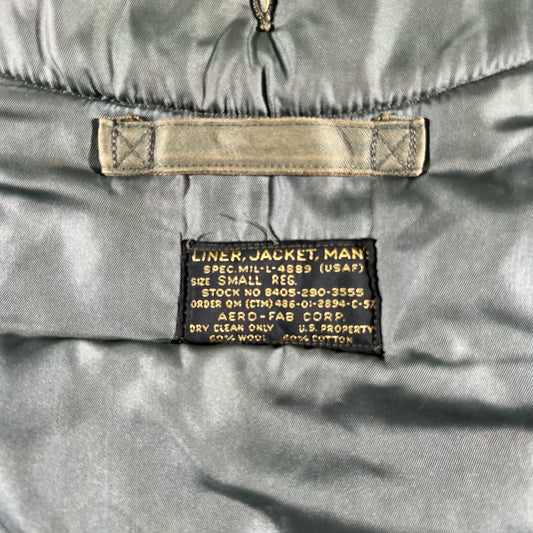 LINER, JACKET, MAN
SPEC. MIL-L-4889 (USAF)
SIZE SMALL REG.
STOCK NO 8405-290-3555
ORDER QM (CTM) 486-01-2894-C-57
AERO-FAB CORP.
DRY CLEAN ONLY U.S. PROPERTY
60% WOOL 40% COTTON